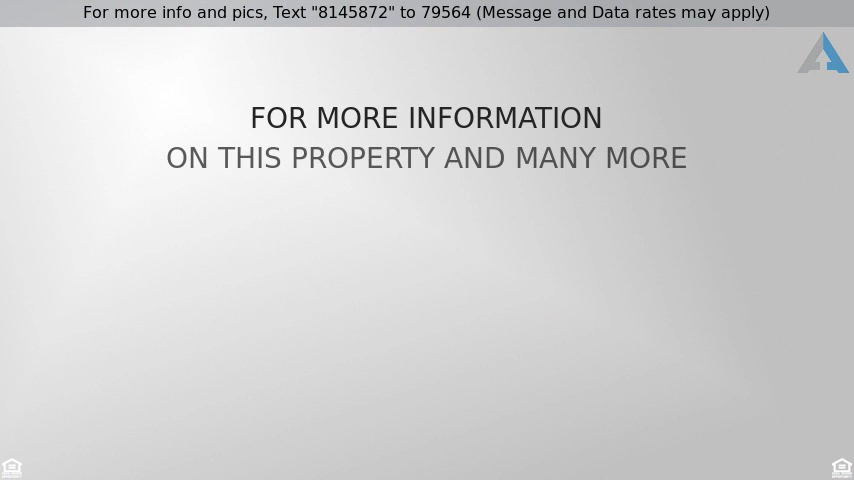 For more info and pics, Text "8145872" to 79564 (Message and Data rates may apply)
FOR MORE INFORMATION
ON THIS PROPERTY AND MANY MORE